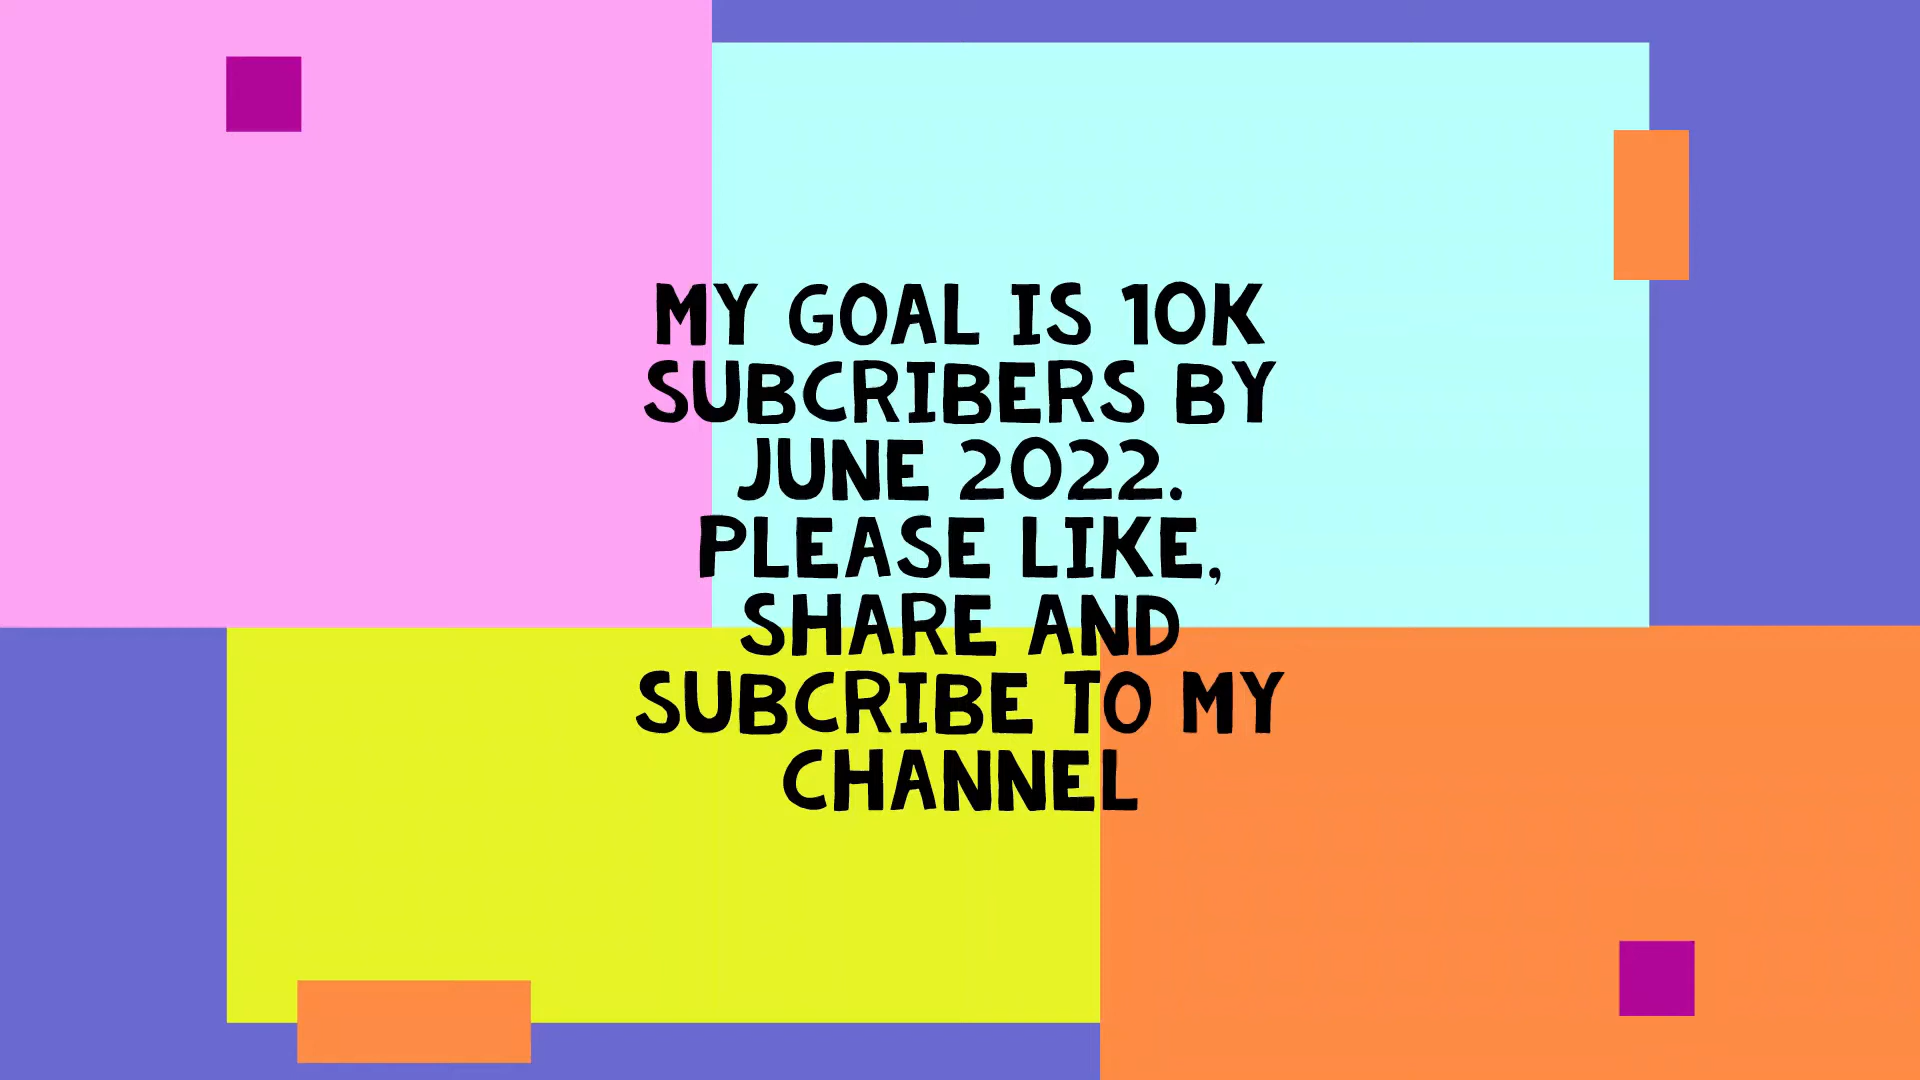 MY GOAL IS 10K
SUBCRIBERS BY
JUNE 2022.
PLEASE LIKE,
SHARE AND
SUBCRIBE TO MY
CHANNEL